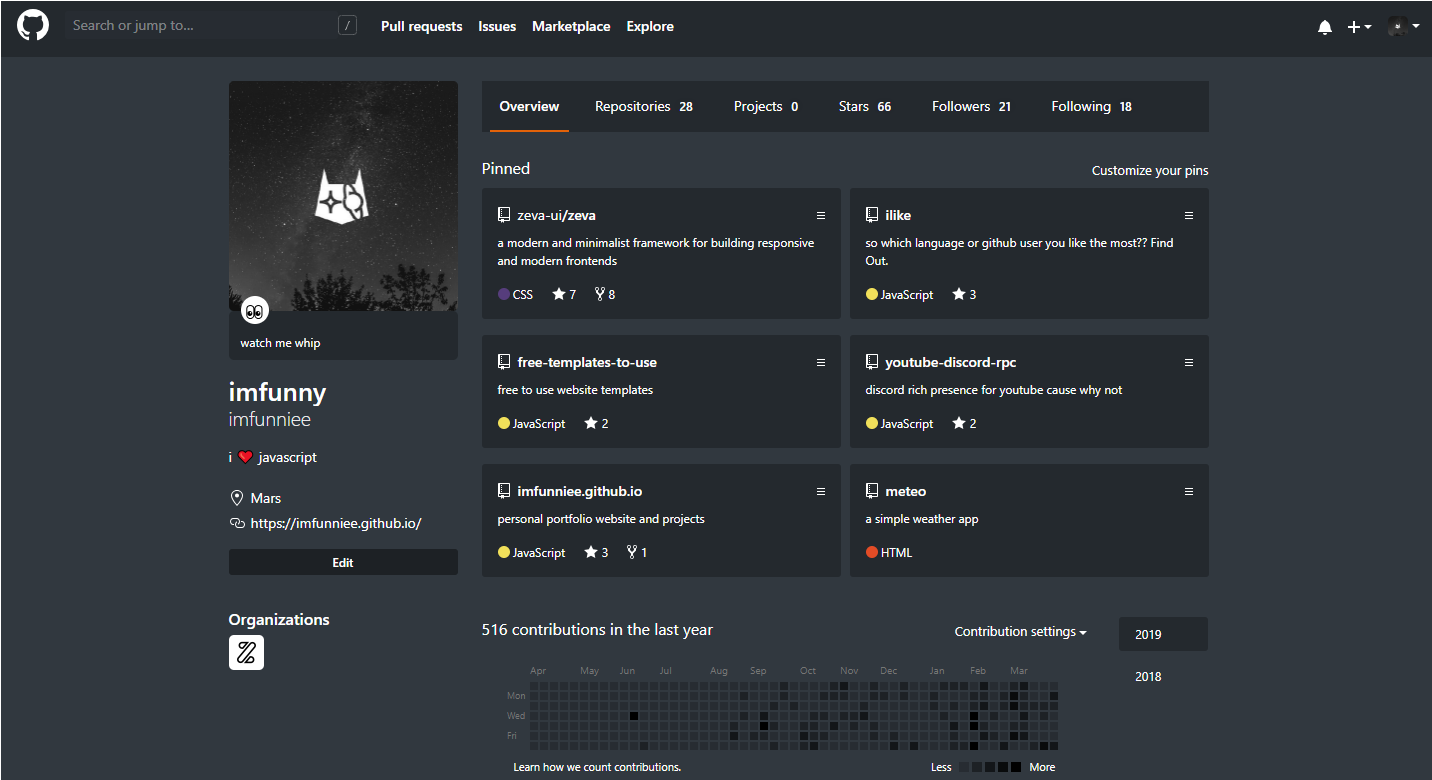 Search or jump to...
/
Pull requests
Issues
Marketplace
Explore
Overview
Repositories 28
Projects 0
Stars 66
Followers 21
Following 18
watch me whip
imfunny
imfunniee
i ❤ javascript
Mars
https://imfunniee.github.io/
Edit
Organizations
Pinned
Customize your pins
zeva-ui/zeva
a modern and minimalist framework for building responsive
and modern frontends
CSS 7 8
ilike
so which language or github user you like the most?? Find
Out.
JavaScript 3
free-templates-to-use
free to use website templates
JavaScript 2
youtube-discord-rpc
discord rich presence for youtube cause why not
JavaScript 2
imfunniee.github.io
personal portfolio website and projects
JavaScript 3 1
meteo
a simple weather app
HTML
516 contributions in the last year
Contribution settings
2019
2018
Apr May Jun Jul Aug Sep Oct Nov Dec Jan Feb Mar
Mon
Wed
Fri
Learn how we count contributions.
Less
More